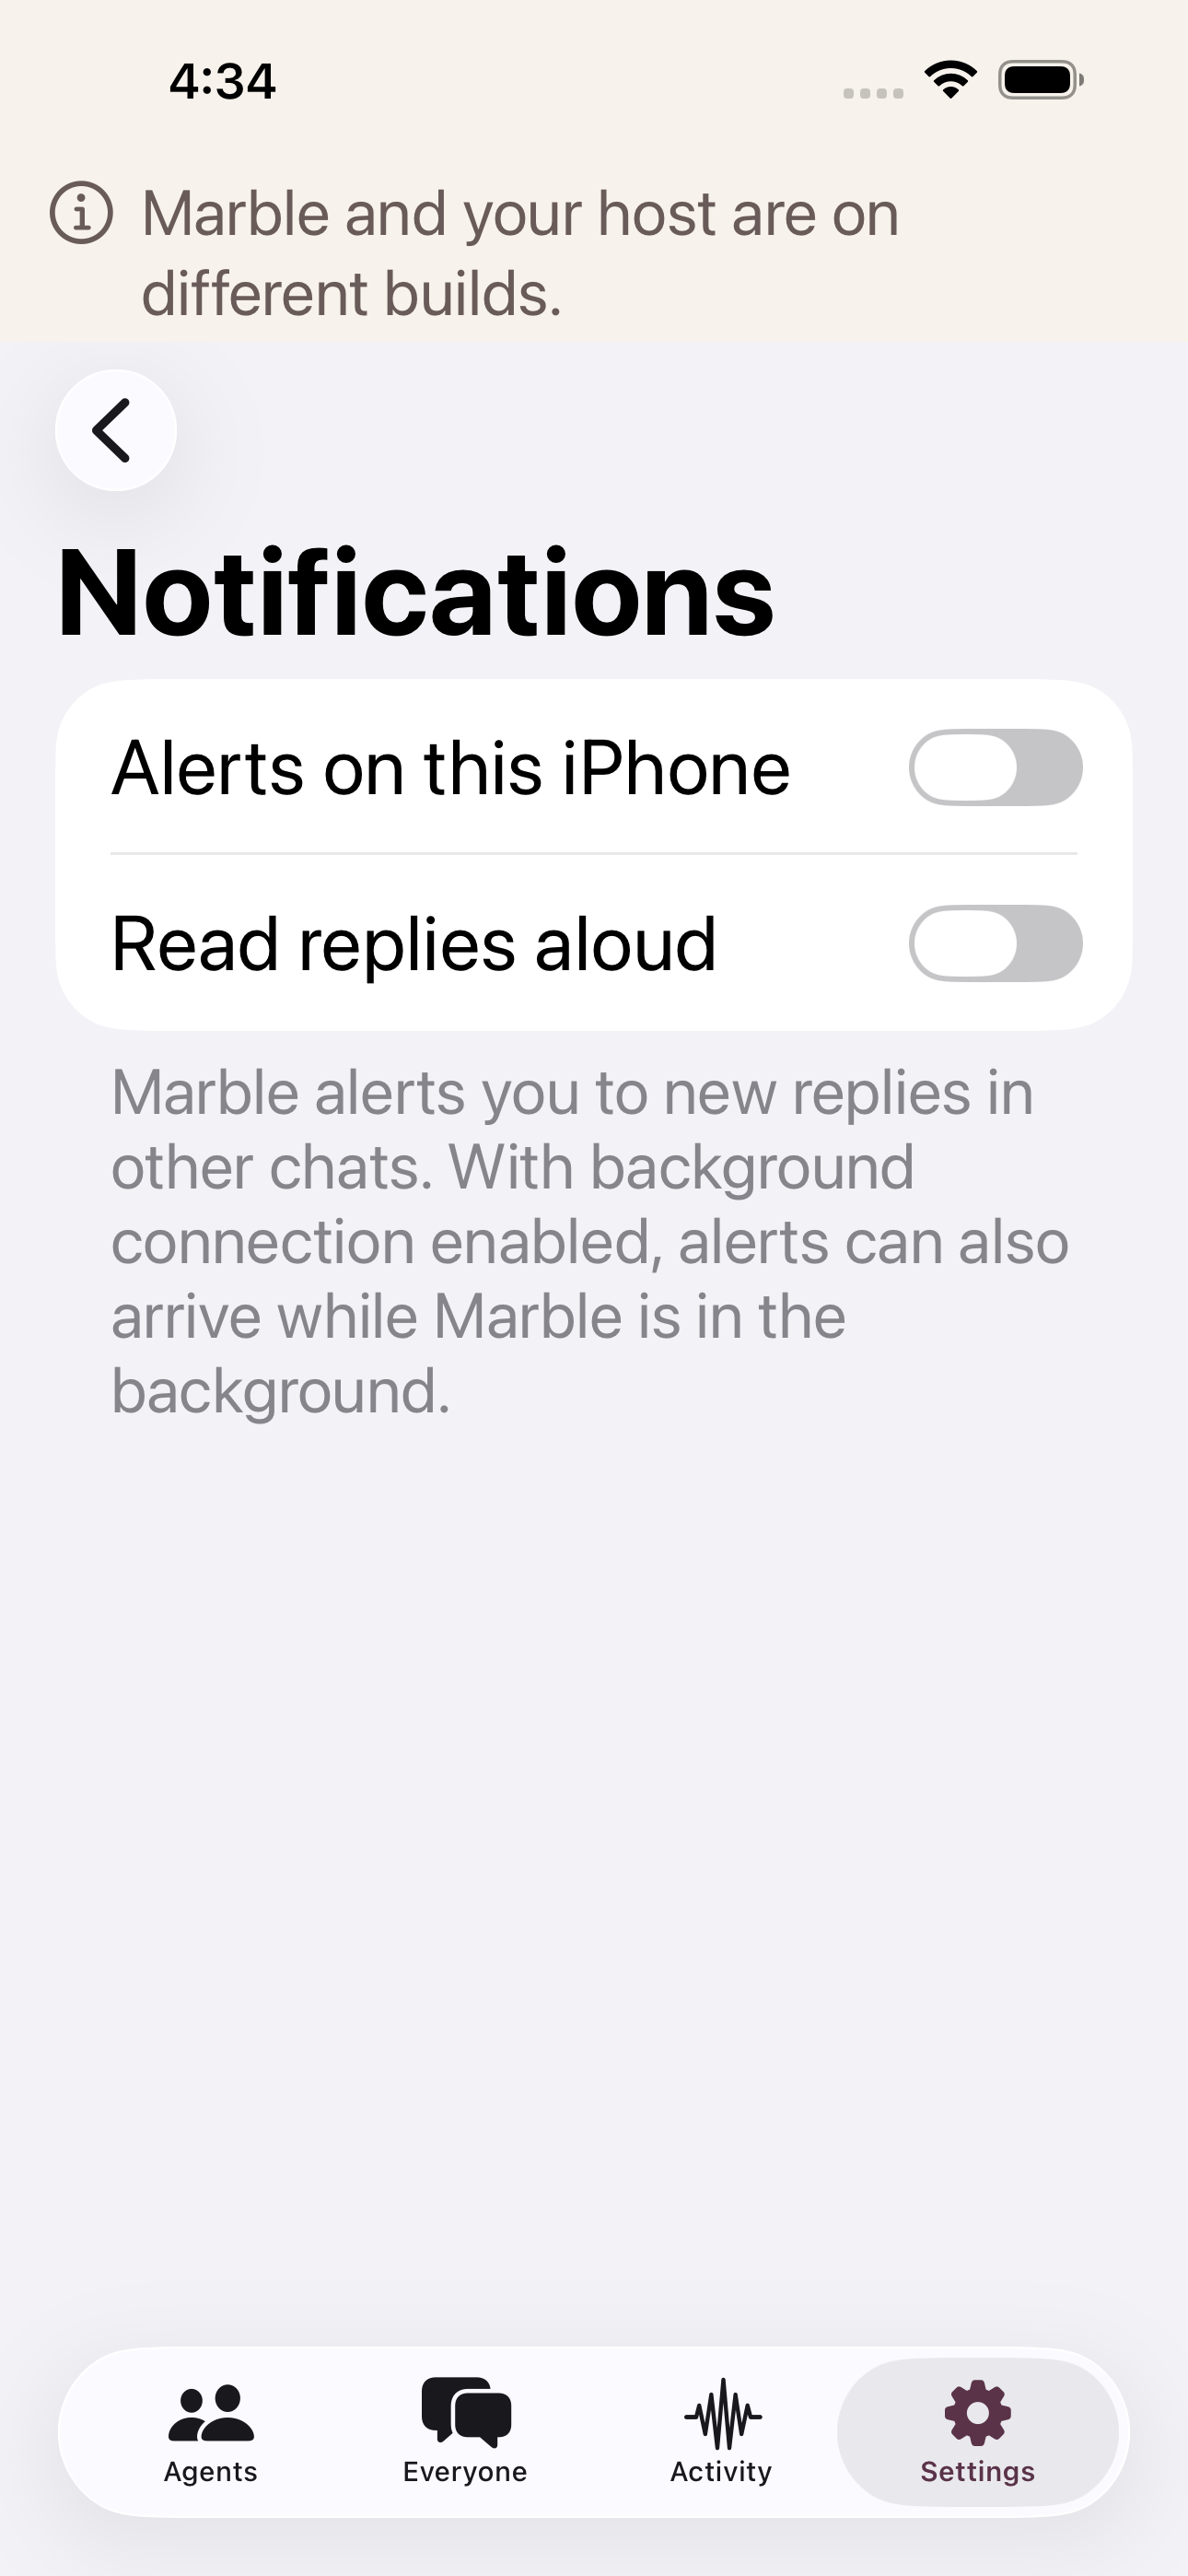 4:34
Marble and your host are on
different builds.
Notifications
Alerts on this iPhone
Read replies aloud
Marble alerts you to new replies in
other chats. With background
connection enabled, alerts can also
arrive while Marble is in the
background.
Agents
Everyone
Activity
Settings